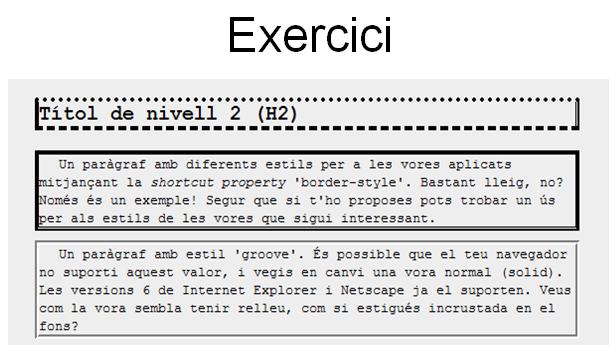 Exercici
Títol de nivell 2 (H2)
Un paràgraf amb diferents estils per a les vores aplicats
mitjançant la shortcut property 'border-style'. Bastant lleig, no?
Només és un exemple! Segur que si t'ho proposes pots trobar un ús
per als estils de les vores que sigui interessant.
Un paràgraf amb estil 'groove'. És possible que el teu navegador
no suporti aquest valor, i vegis en canvi una vora normal (solid).
Les versions 6 de Internet Explorer i Netscape ja el suporten. Veus
com la vora sembla tenir relleu, com si estigués incrustada en el
fons?